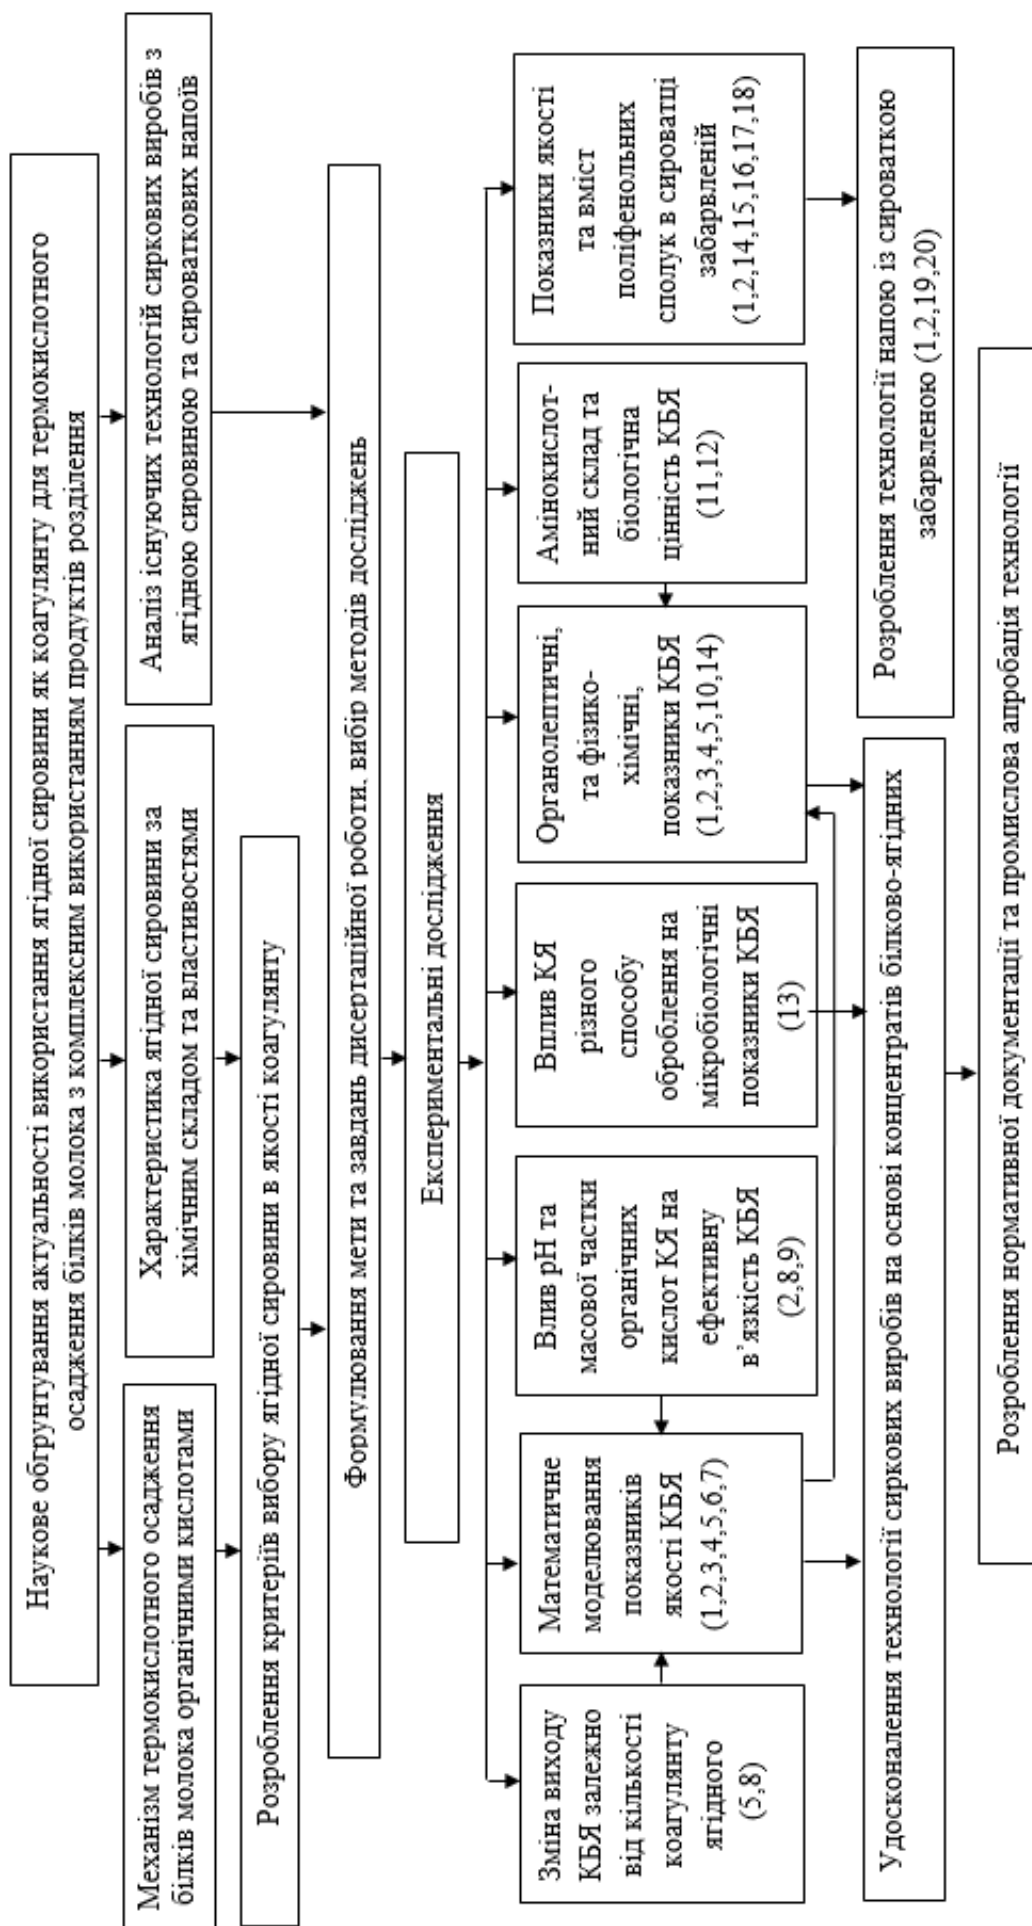 Наукове обґрунтування актуальності використання ягідної сировини як коагулянту для термокислотного
осадження білків молока з комплексним використанням продуктів розділення
Механізм термокислотного осадження
білків молока органічними кислотами
Характеристика ягідної сировини за
хімічним складом та властивостями
Аналіз існуючих технологій сиркових виробів з
ягідною сировиною та сироваткових напоїв
Розроблення критеріїв вибору ягідної сировини в якості коагулянту
Формулювання мети та завдань дисертаційної роботи, вибір методів досліджень
Експериментальні дослідження
Зміна виходу
КБЯ залежно
від кількості
коагулянту
ягідного
(5,8)
Математичне
моделювання
показників
якості КБЯ
(1,2,3,4,5,6,7)
Влив рН та
масової частки
органічних
кислот КЯ на
ефективну
в’язкість КБЯ
(2,8,9)
Вплив КЯ
різного
способу
оброблення на
мікробіологічні
показники КБЯ
(13)
Органолептичні,
та фізико-
хімічні,
показники КБЯ
(1,2,3,4,5,10,14)
Амінокислот-
ний склад та
біологічна
цінність КБЯ
(11,12)
Показники якості
та вміст
поліфенольних
сполук в сироватці
забарвленій
(1,2,14,15,16,17,18)
Удосконалення технології сиркових виробів на основі концентратів білково-ягідних
Розроблення технології напою із сироваткою
забарвленою (1,2,19,20)
Розроблення нормативної документації та промислова апробація технології